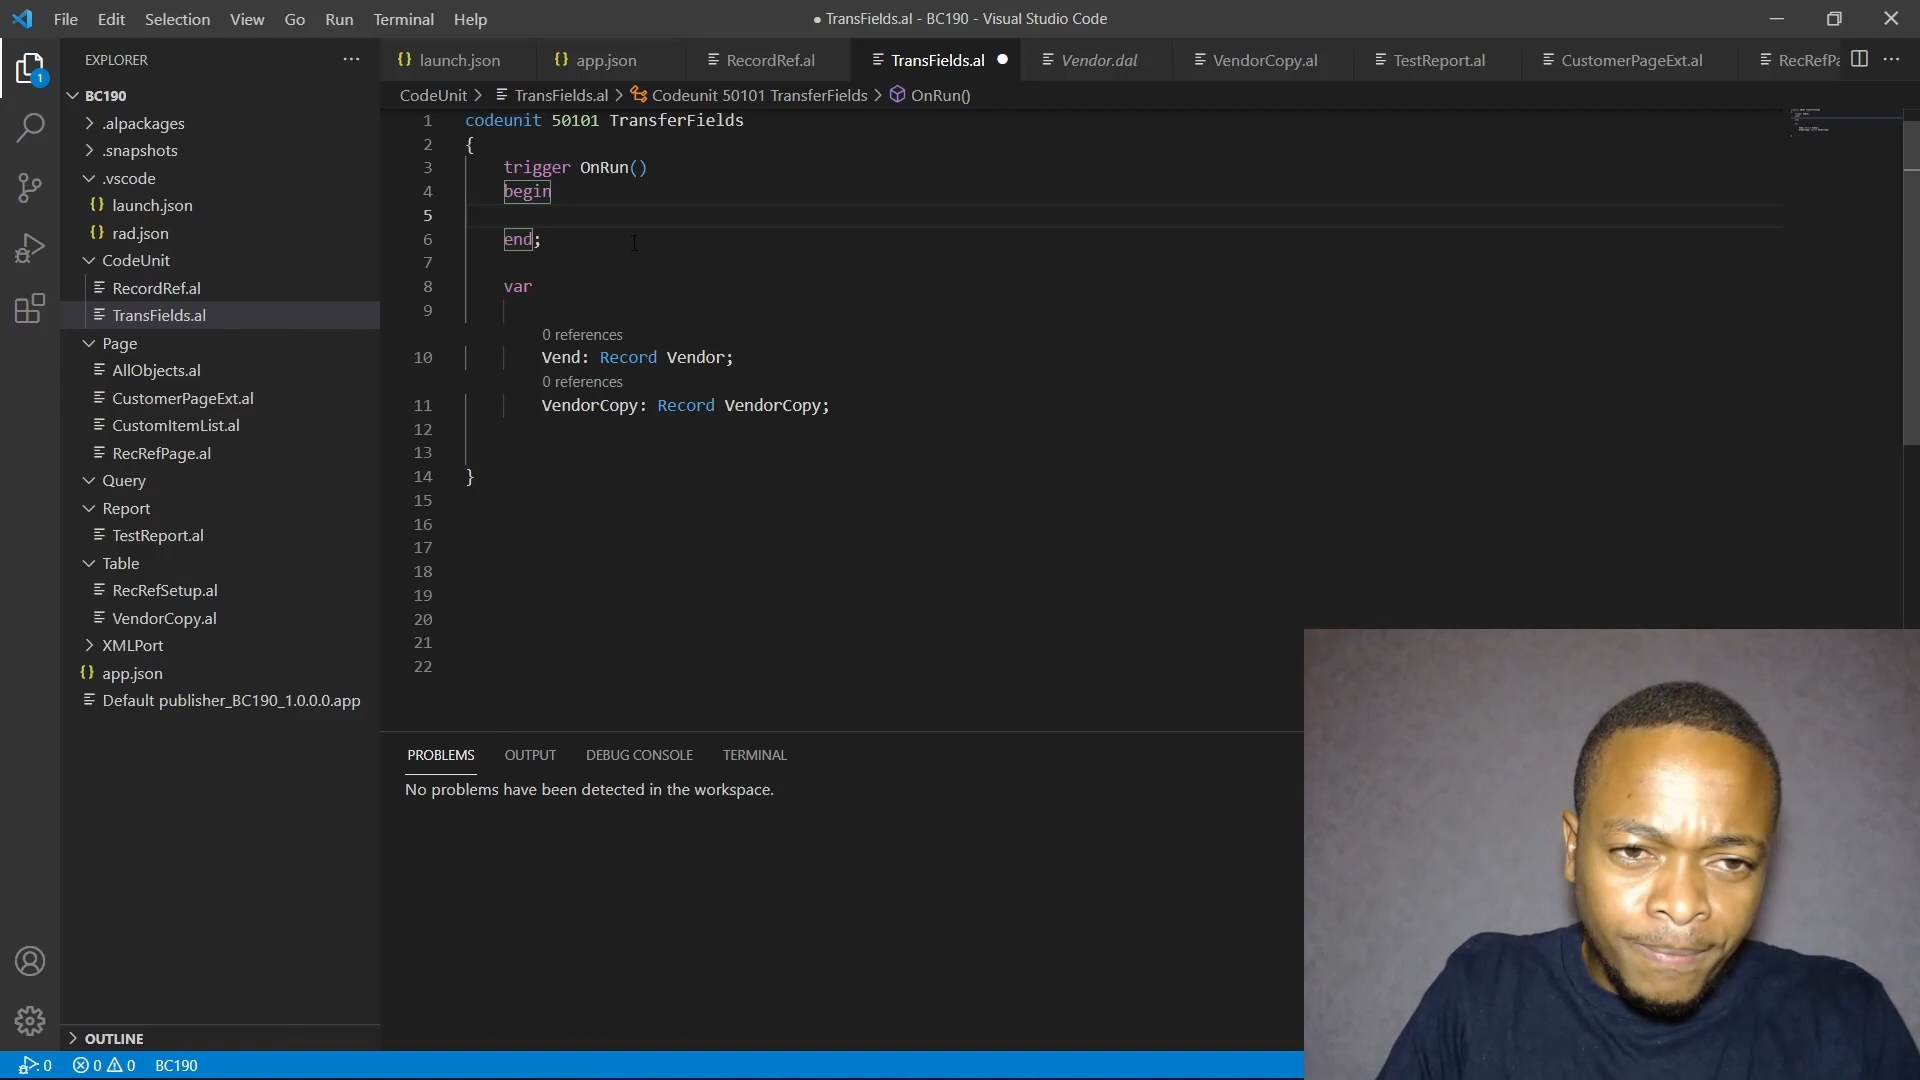 File Edit Selection View Go Run Terminal Help
● TransFields.al - BC190 - Visual Studio Code
EXPLORER
launch.json
app.json
RecordRef.al
TransFields.al
Vendor.dal
VendorCopy.al
TestReport.al
CustomerPageExt.al
RecRefPa
CodeUnit > TransFields.al > Codeunit 50101 TransferFields > OnRun()
1
BC190
.alpackages
.snapshots
.vscode
launch.json
rad.json
CodeUnit
RecordRef.al
TransFields.al
Page
AllObjects.al
CustomerPageExt.al
CustomItemList.al
RecRefPage.al
Query
Report
TestReport.al
Table
RecRefSetup.al
VendorCopy.al
XMLPort
app.json
Default publisher_BC190_1.0.0.0.app
OUTLINE
1 codeunit 50101 TransferFields
2 {
3 trigger OnRun()
4 begin
5
6 end;
7
8 var
9
0 references
10 Vend: Record Vendor;
0 references
11 VendorCopy: Record VendorCopy;
12
13
14 }
15
16
17
18
19
20
21
22
PROBLEMS OUTPUT DEBUG CONSOLE TERMINAL
No problems have been detected in the workspace.
0 0 0 BC190